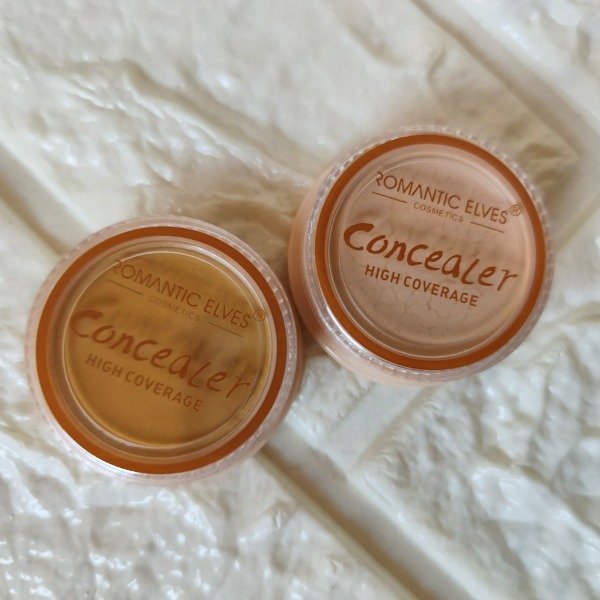 ROMANTIC ELVES®
COSMETICS
Concealer
HIGH COVERAGE
ROMANTIC ELVES®
COSMETICS
Concealer
HIGH COVERAGE